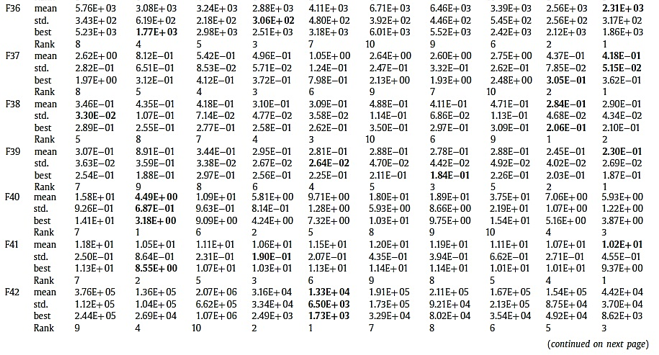 F36 mean 5.76E+03 3.08E+03 3.24E+03 2.88E+03 4.11E+03 6.71E+03 6.46E+03 3.39E+03 2.56E+03 2.31E+03
std. 3.43E+02 6.19E+02 2.18E+02 3.06E+02 4.80E+02 3.92E+02 4.46E+02 5.45E+02 2.56E+02 3.17E+02
best 5.23E+03 1.77E+03 2.98E+03 2.51E+03 3.18E+03 6.01E+03 5.52E+03 2.42E+03 2.12E+03 1.86E+03
Rank 8 4 5 3 7 10 9 6 2 1
F37 mean 2.62E+00 8.12E−01 5.42E−01 4.96E−01 1.05E+00 2.64E+00 2.60E+00 2.75E+00 4.37E−01 4.18E−01
std. 2.82E−01 6.51E−01 8.53E−02 5.71E−02 1.24E−01 2.47E−01 3.32E−01 2.62E−01 7.85E−02 5.15E−02
best 1.97E+00 3.12E−01 4.12E−01 3.72E−01 7.98E−01 2.13E+00 1.93E+00 2.48E+00 3.05E−01 3.62E−01
Rank 8 5 4 3 6 9 7 10 2 1
F38 mean 3.46E−01 4.35E−01 4.18E−01 3.10E−01 3.09E−01 4.88E−01 4.11E−01 4.71E−01 2.84E−01 2.90E−01
std. 3.30E−02 1.07E−01 7.14E−02 4.77E−02 3.58E−02 1.14E−01 6.86E−02 1.13E−01 4.68E−02 4.34E−02
best 2.89E−01 2.55E−01 2.77E−01 2.58E−01 2.62E−01 3.50E−01 2.97E−01 3.09E−01 2.06E−01 2.10E−01
Rank 5 8 7 4 3 10 6 9 1 2
F39 mean 3.07E−01 8.91E−01 3.44E−01 2.95E−01 2.81E−01 2.88E−01 2.78E−01 2.88E−01 2.45E−01 2.30E−01
std. 3.63E−02 3.59E−01 3.38E−02 2.67E−02 2.64E−02 4.70E−02 4.42E−02 4.92E−02 4.02E−02 2.69E−02
best 2.54E−01 1.88E−01 2.97E−01 2.56E−01 2.25E−01 2.11E−01 1.84E−01 2.26E−01 2.03E−01 1.87E−01
Rank 7 9 8 6 4 5 3 5 2 1
F40 mean 1.58E+01 4.49E+00 1.09E+01 5.81E+00 9.71E+00 1.80E+01 1.89E+01 3.75E+01 7.06E+00 5.93E+00
std. 9.26E−01 6.87E−01 9.63E−01 8.14E−01 1.28E+00 5.93E+00 8.66E+00 2.19E+01 1.07E+00 1.22E+00
best 1.41E+01 3.18E+00 9.09E+00 4.24E+00 7.32E+00 1.03E+01 9.75E+00 1.54E+01 5.16E+00 3.87E+00
Rank 7 1 6 2 5 8 9 10 4 3
F41 mean 1.18E+01 1.05E+01 1.11E+01 1.06E+01 1.15E+01 1.20E+01 1.19E+01 1.11E+01 1.07E+01 1.02E+01
std. 2.50E−01 8.64E−01 2.31E−01 1.90E−01 2.07E−01 4.35E−01 3.94E−01 6.62E−01 2.71E−01 4.55E−01
best 1.13E+01 8.55E+00 1.07E+01 1.03E+01 1.13E+01 1.14E+01 1.14E+01 1.01E+01 1.01E+01 9.37E+00
Rank 7 2 5 3 6 9 8 5 4 1
F42 mean 3.76E+05 1.36E+05 2.07E+06 3.16E+04 1.33E+04 1.91E+05 2.11E+05 1.67E+05 1.54E+05 4.42E+04
std. 1.12E+05 1.04E+05 6.62E+05 3.34E+04 6.50E+03 1.73E+05 9.21E+04 2.13E+05 8.75E+04 3.70E+04
best 2.44E+05 2.69E+04 1.07E+06 2.49E+03 1.73E+03 3.29E+04 8.02E+04 3.54E+04 4.92E+04 8.62E+03
Rank 9 4 10 2 1 7 8 6 5 3
(continued on next page)